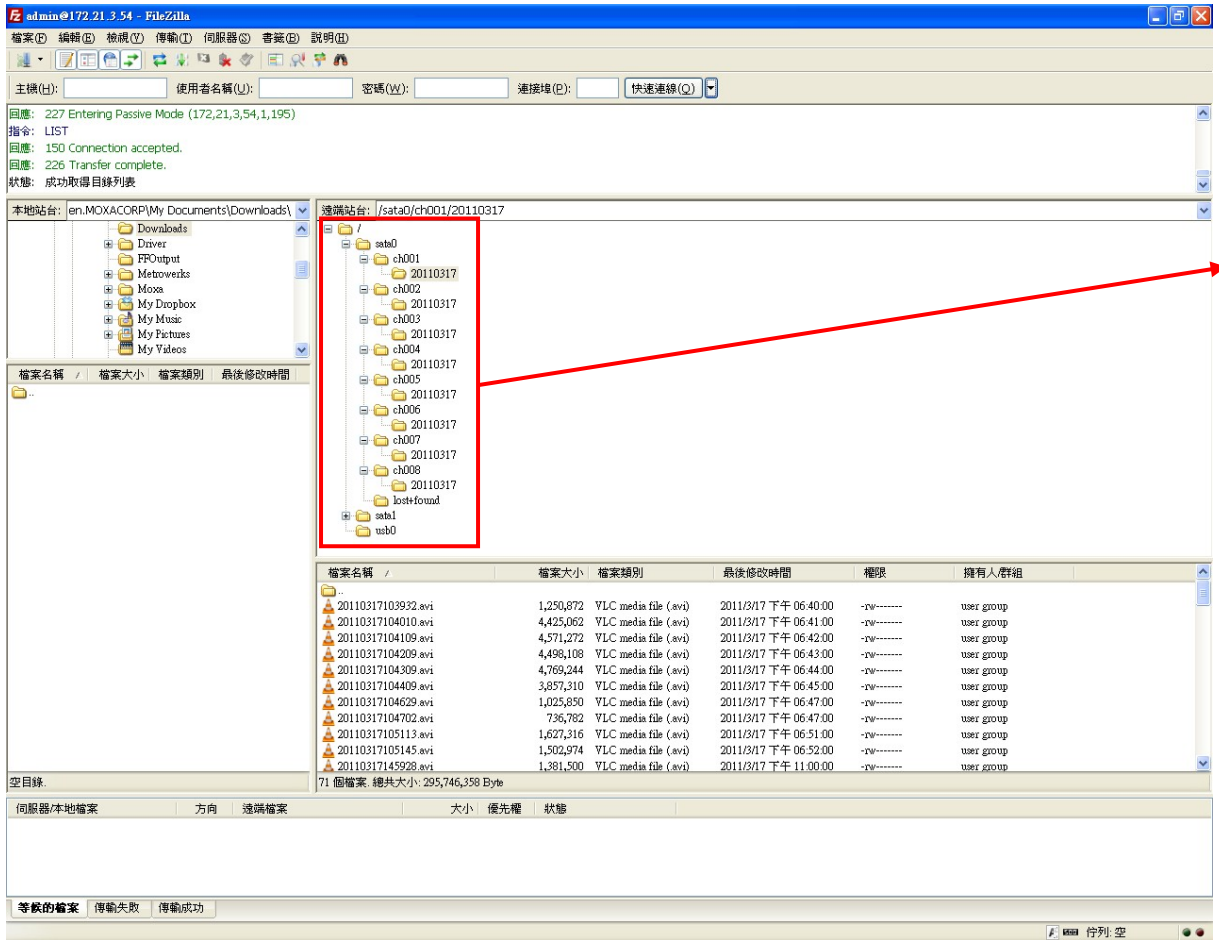 admin@172.21.3.54 - FileZilla
檔案(F) 編輯(E) 檢視(V) 傳輸(T) 伺服器(S) 書籤(B) 說明(H)
主機(H): 使用者名稱(U): 密碼(W): 連接埠(P): 快速連線(Q)
回應: 227 Entering Passive Mode (172,21,3,54,1,195)
指令: LIST
回應: 150 Connection accepted.
回應: 226 Transfer complete.
狀態: 成功取得目錄列表
本地站台: en.MOXACORP\My Documents\Downloads\
Downloads
Driver
FFOutput
Metrowerks
Moxa
My Dropbox
My Music
My Pictures
My Videos
檔案名稱 / 檔案大小 檔案類別 最後修改時間
..
空目錄.
遠端站台: /sata0/ch001/20110317
/
sata0
ch001
20110317
ch002
20110317
ch003
20110317
ch004
20110317
ch005
20110317
ch006
20110317
ch007
20110317
ch008
20110317
lost+found
sata1
usb0
檔案名稱 / 檔案大小 檔案類別 最後修改時間 權限 擁有人/群組
..
20110317103932.avi 1,250,872 VLC media file (.avi) 2011/3/17 下午 06:40:00 -rw------- user group
20110317104010.avi 4,425,062 VLC media file (.avi) 2011/3/17 下午 06:41:00 -rw------- user group
20110317104109.avi 4,571,272 VLC media file (.avi) 2011/3/17 下午 06:42:00 -rw------- user group
20110317104209.avi 4,498,108 VLC media file (.avi) 2011/3/17 下午 06:43:00 -rw------- user group
20110317104309.avi 4,769,244 VLC media file (.avi) 2011/3/17 下午 06:44:00 -rw------- user group
20110317104409.avi 3,857,310 VLC media file (.avi) 2011/3/17 下午 06:45:00 -rw------- user group
20110317104629.avi 1,025,850 VLC media file (.avi) 2011/3/17 下午 06:47:00 -rw------- user group
20110317104702.avi 736,782 VLC media file (.avi) 2011/3/17 下午 06:47:00 -rw------- user group
20110317105113.avi 1,627,316 VLC media file (.avi) 2011/3/17 下午 06:51:00 -rw------- user group
20110317105145.avi 1,502,974 VLC media file (.avi) 2011/3/17 下午 06:52:00 -rw------- user group
20110317145928.avi 1,381,500 VLC media file (.avi) 2011/3/17 下午 11:00:00 -rw------- user group
71 個檔案. 總共大小: 295,746,358 Byte
伺服器/本地檔案 方向 遠端檔案 大小 優先權 狀態
等候的檔案 傳輸失敗 傳輸成功
佇列: 空